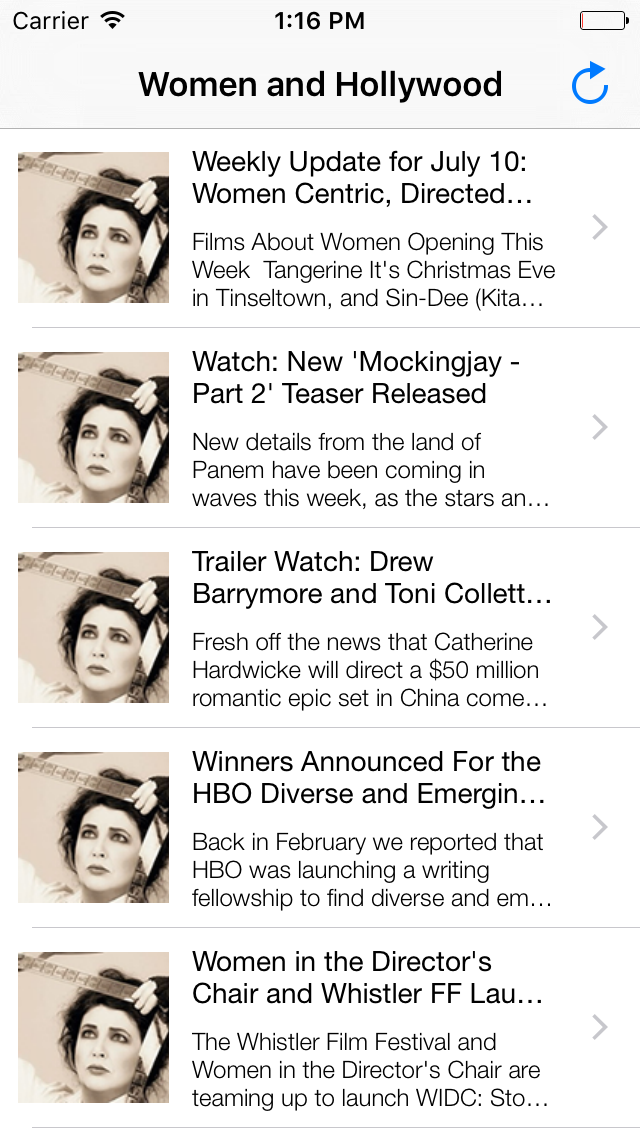 Carrier 1:16 PM
Women and Hollywood
Weekly Update for July 10:
Women Centric, Directed…
Films About Women Opening This
Week  Tangerine It's Christmas Eve
in Tinseltown, and Sin-Dee (Kita…
Watch: New 'Mockingjay -
Part 2' Teaser Released
New details from the land of
Panem have been coming in
waves this week, as the stars an…
Trailer Watch: Drew
Barrymore and Toni Collett…
Fresh off the news that Catherine
Hardwicke will direct a $50 million
romantic epic set in China come…
Winners Announced For the
HBO Diverse and Emergin…
Back in February we reported that
HBO was launching a writing
fellowship to find diverse and em…
Women in the Director's
Chair and Whistler FF Lau…
The Whistler Film Festival and
Women in the Director's Chair are
teaming up to launch WIDC: Sto…